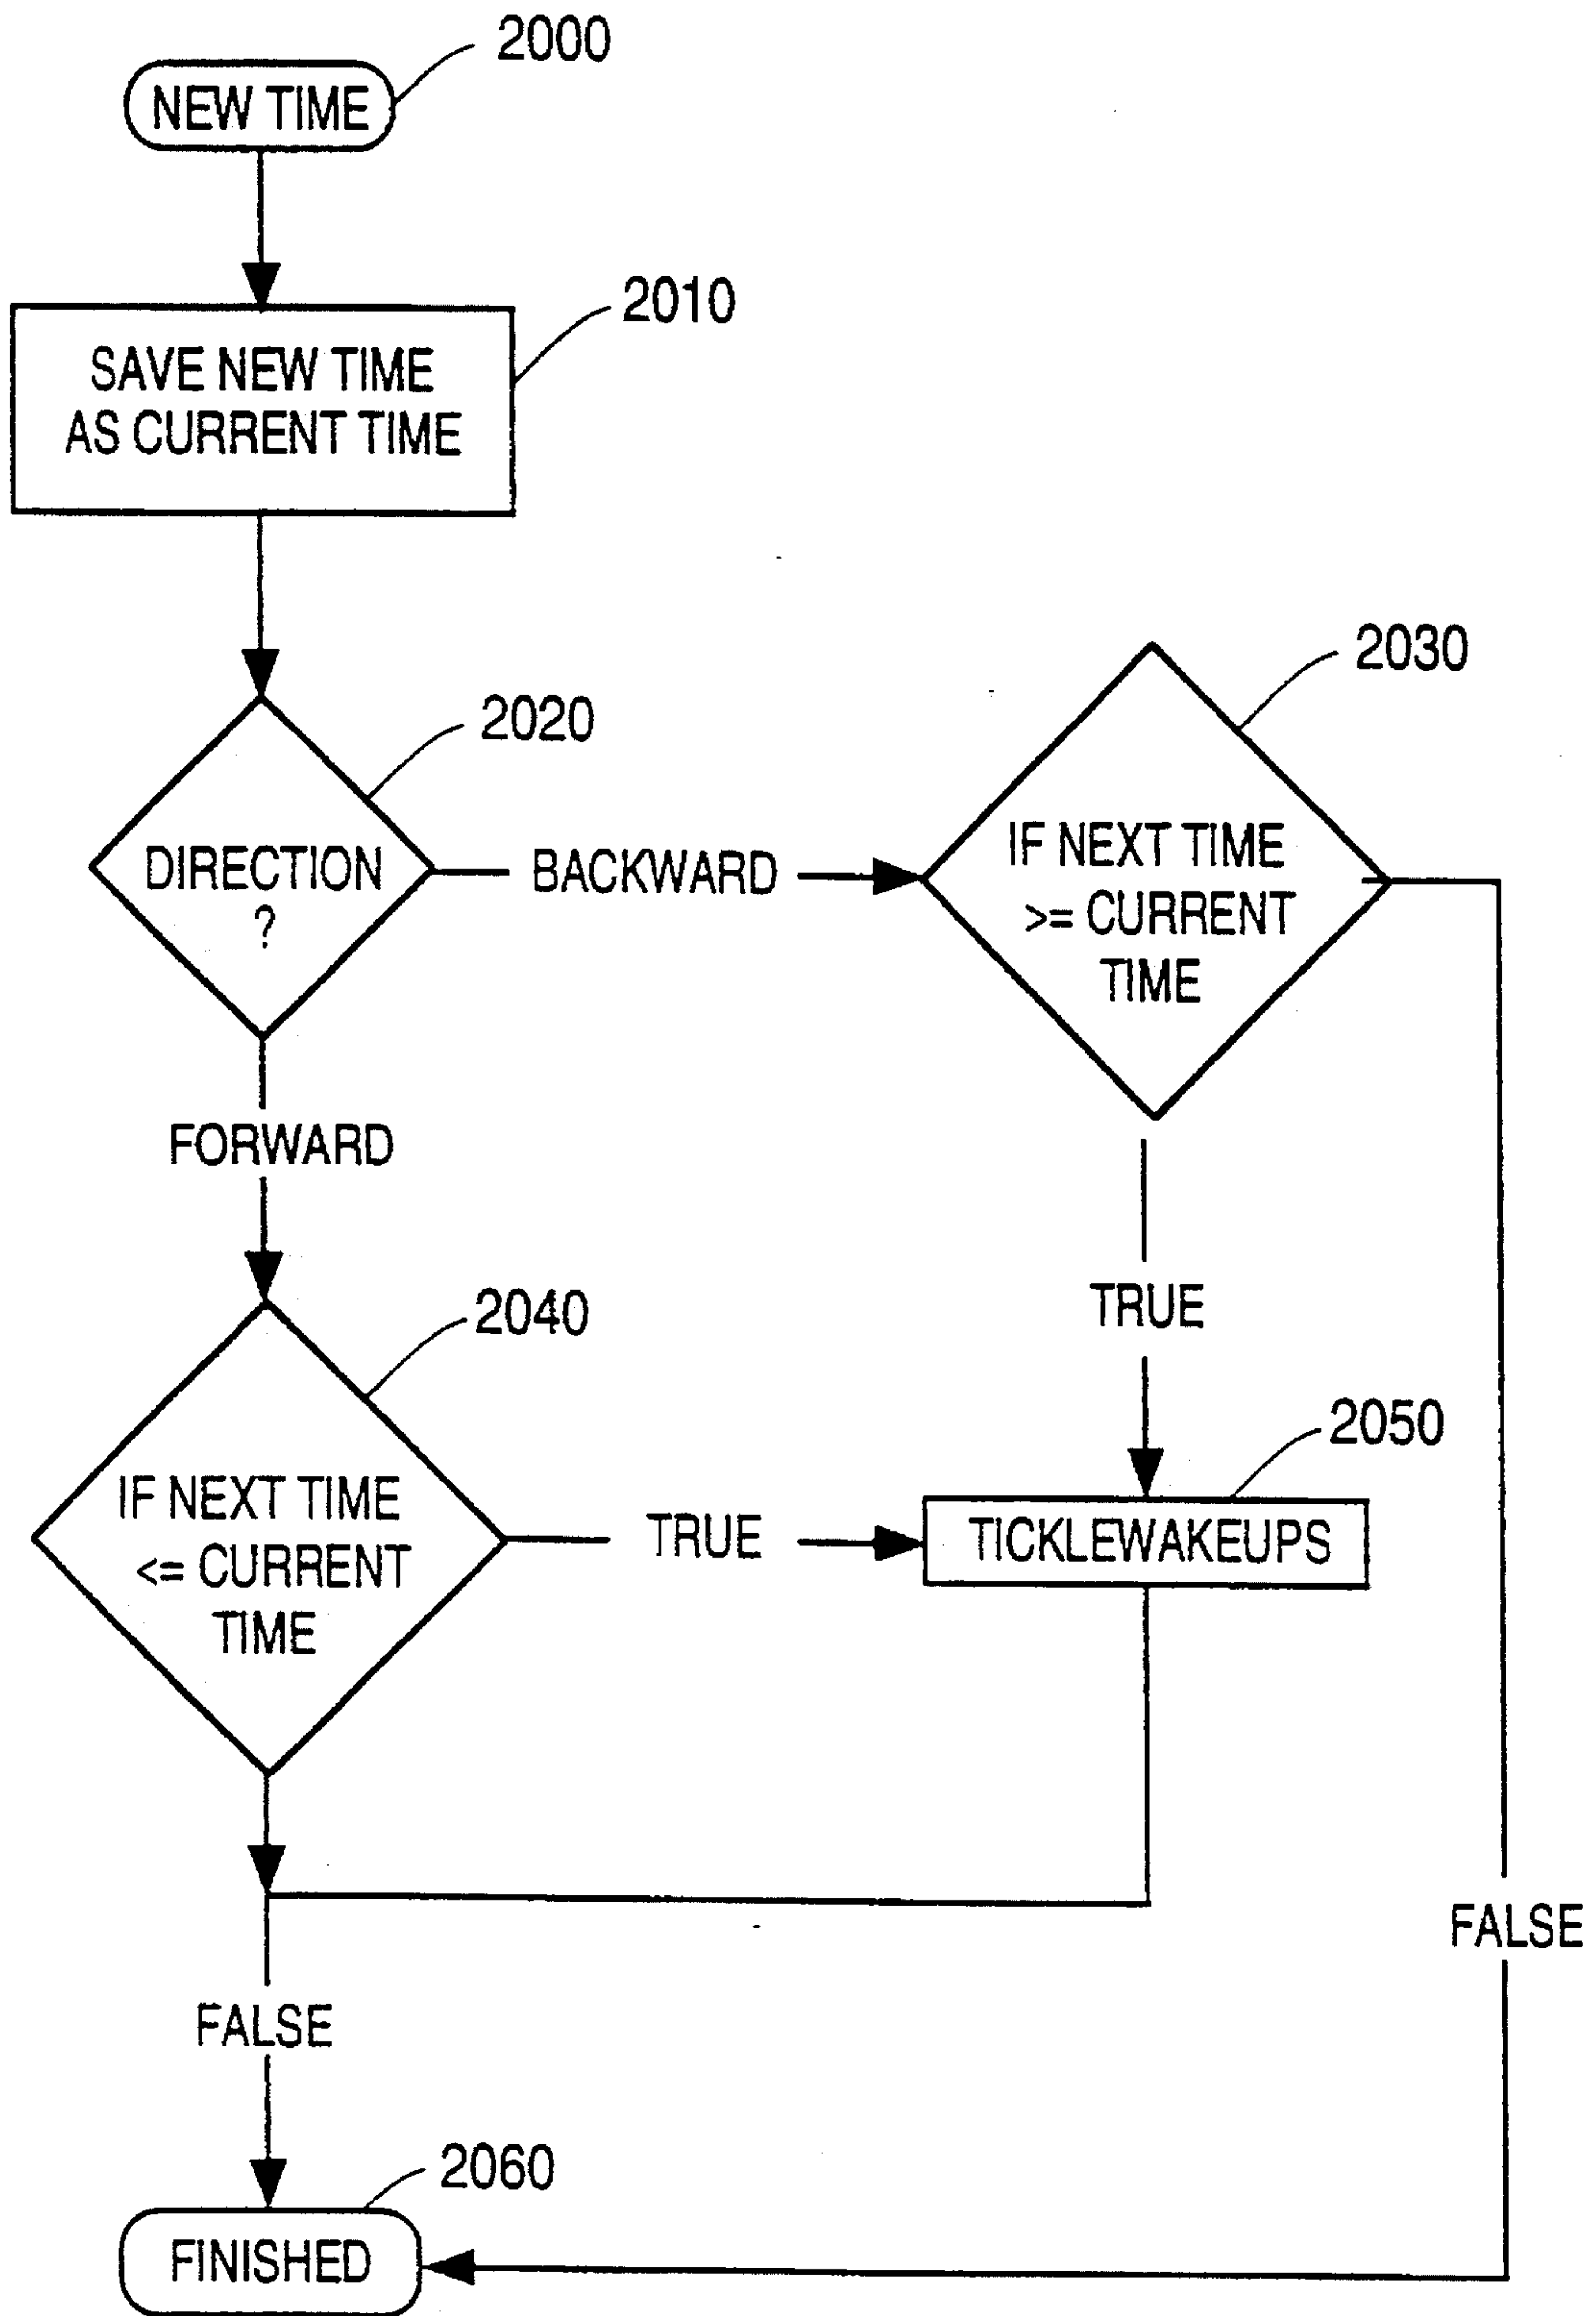 2000
NEW TIME
2010
SAVE NEW TIME
AS CURRENT TIME
2020
DIRECTION
?
BACKWARD
2030
IF NEXT TIME
>= CURRENT
TIME
FORWARD
TRUE
2040
IF NEXT TIME
<= CURRENT
TIME
TRUE
2050
TICKLEWAKEUPS
FALSE
FALSE
2060
FINISHED